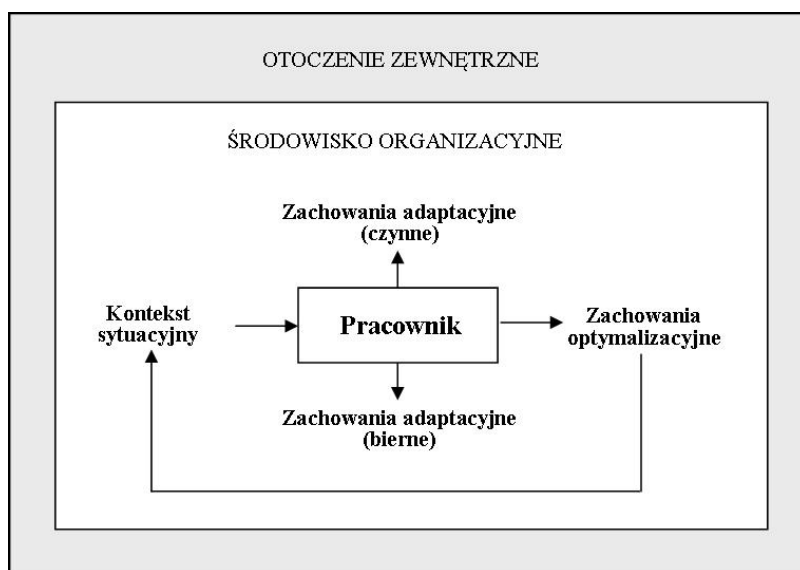 OTOCZENIE ZEWNĘTRZNE
ŚRODOWISKO ORGANIZACYJNE
Zachowania adaptacyjne
(czynne)
Kontekst
sytuacyjny
Pracownik
Zachowania
optymalizacyjne
Zachowania adaptacyjne
(bierne)